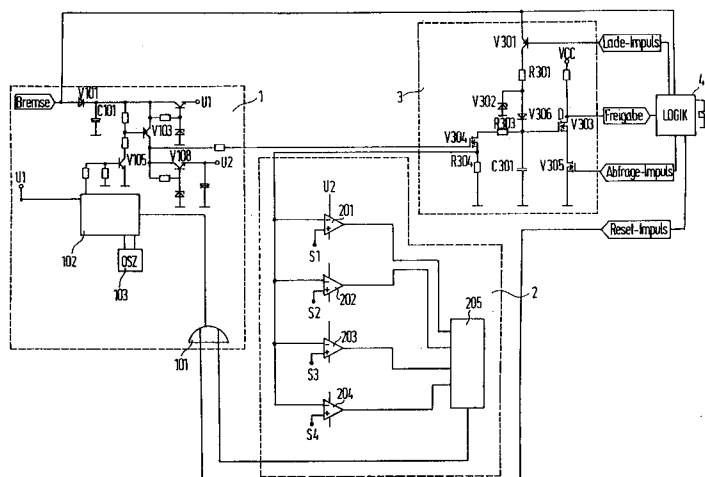 V301
Lade-Impuls
VCC
4
Bremse
V101
C101
U1
1
3
R301
V302
V306
D
Freigabe
LOGIK
R303
V303
V103
V304
V105
V108
U2
R304
C301
V305
Abfrage-Impuls
U1
U2
Reset-Impuls
201
102
OSZ
103
S1
205
2
202
S2
101
203
S3
204
S4